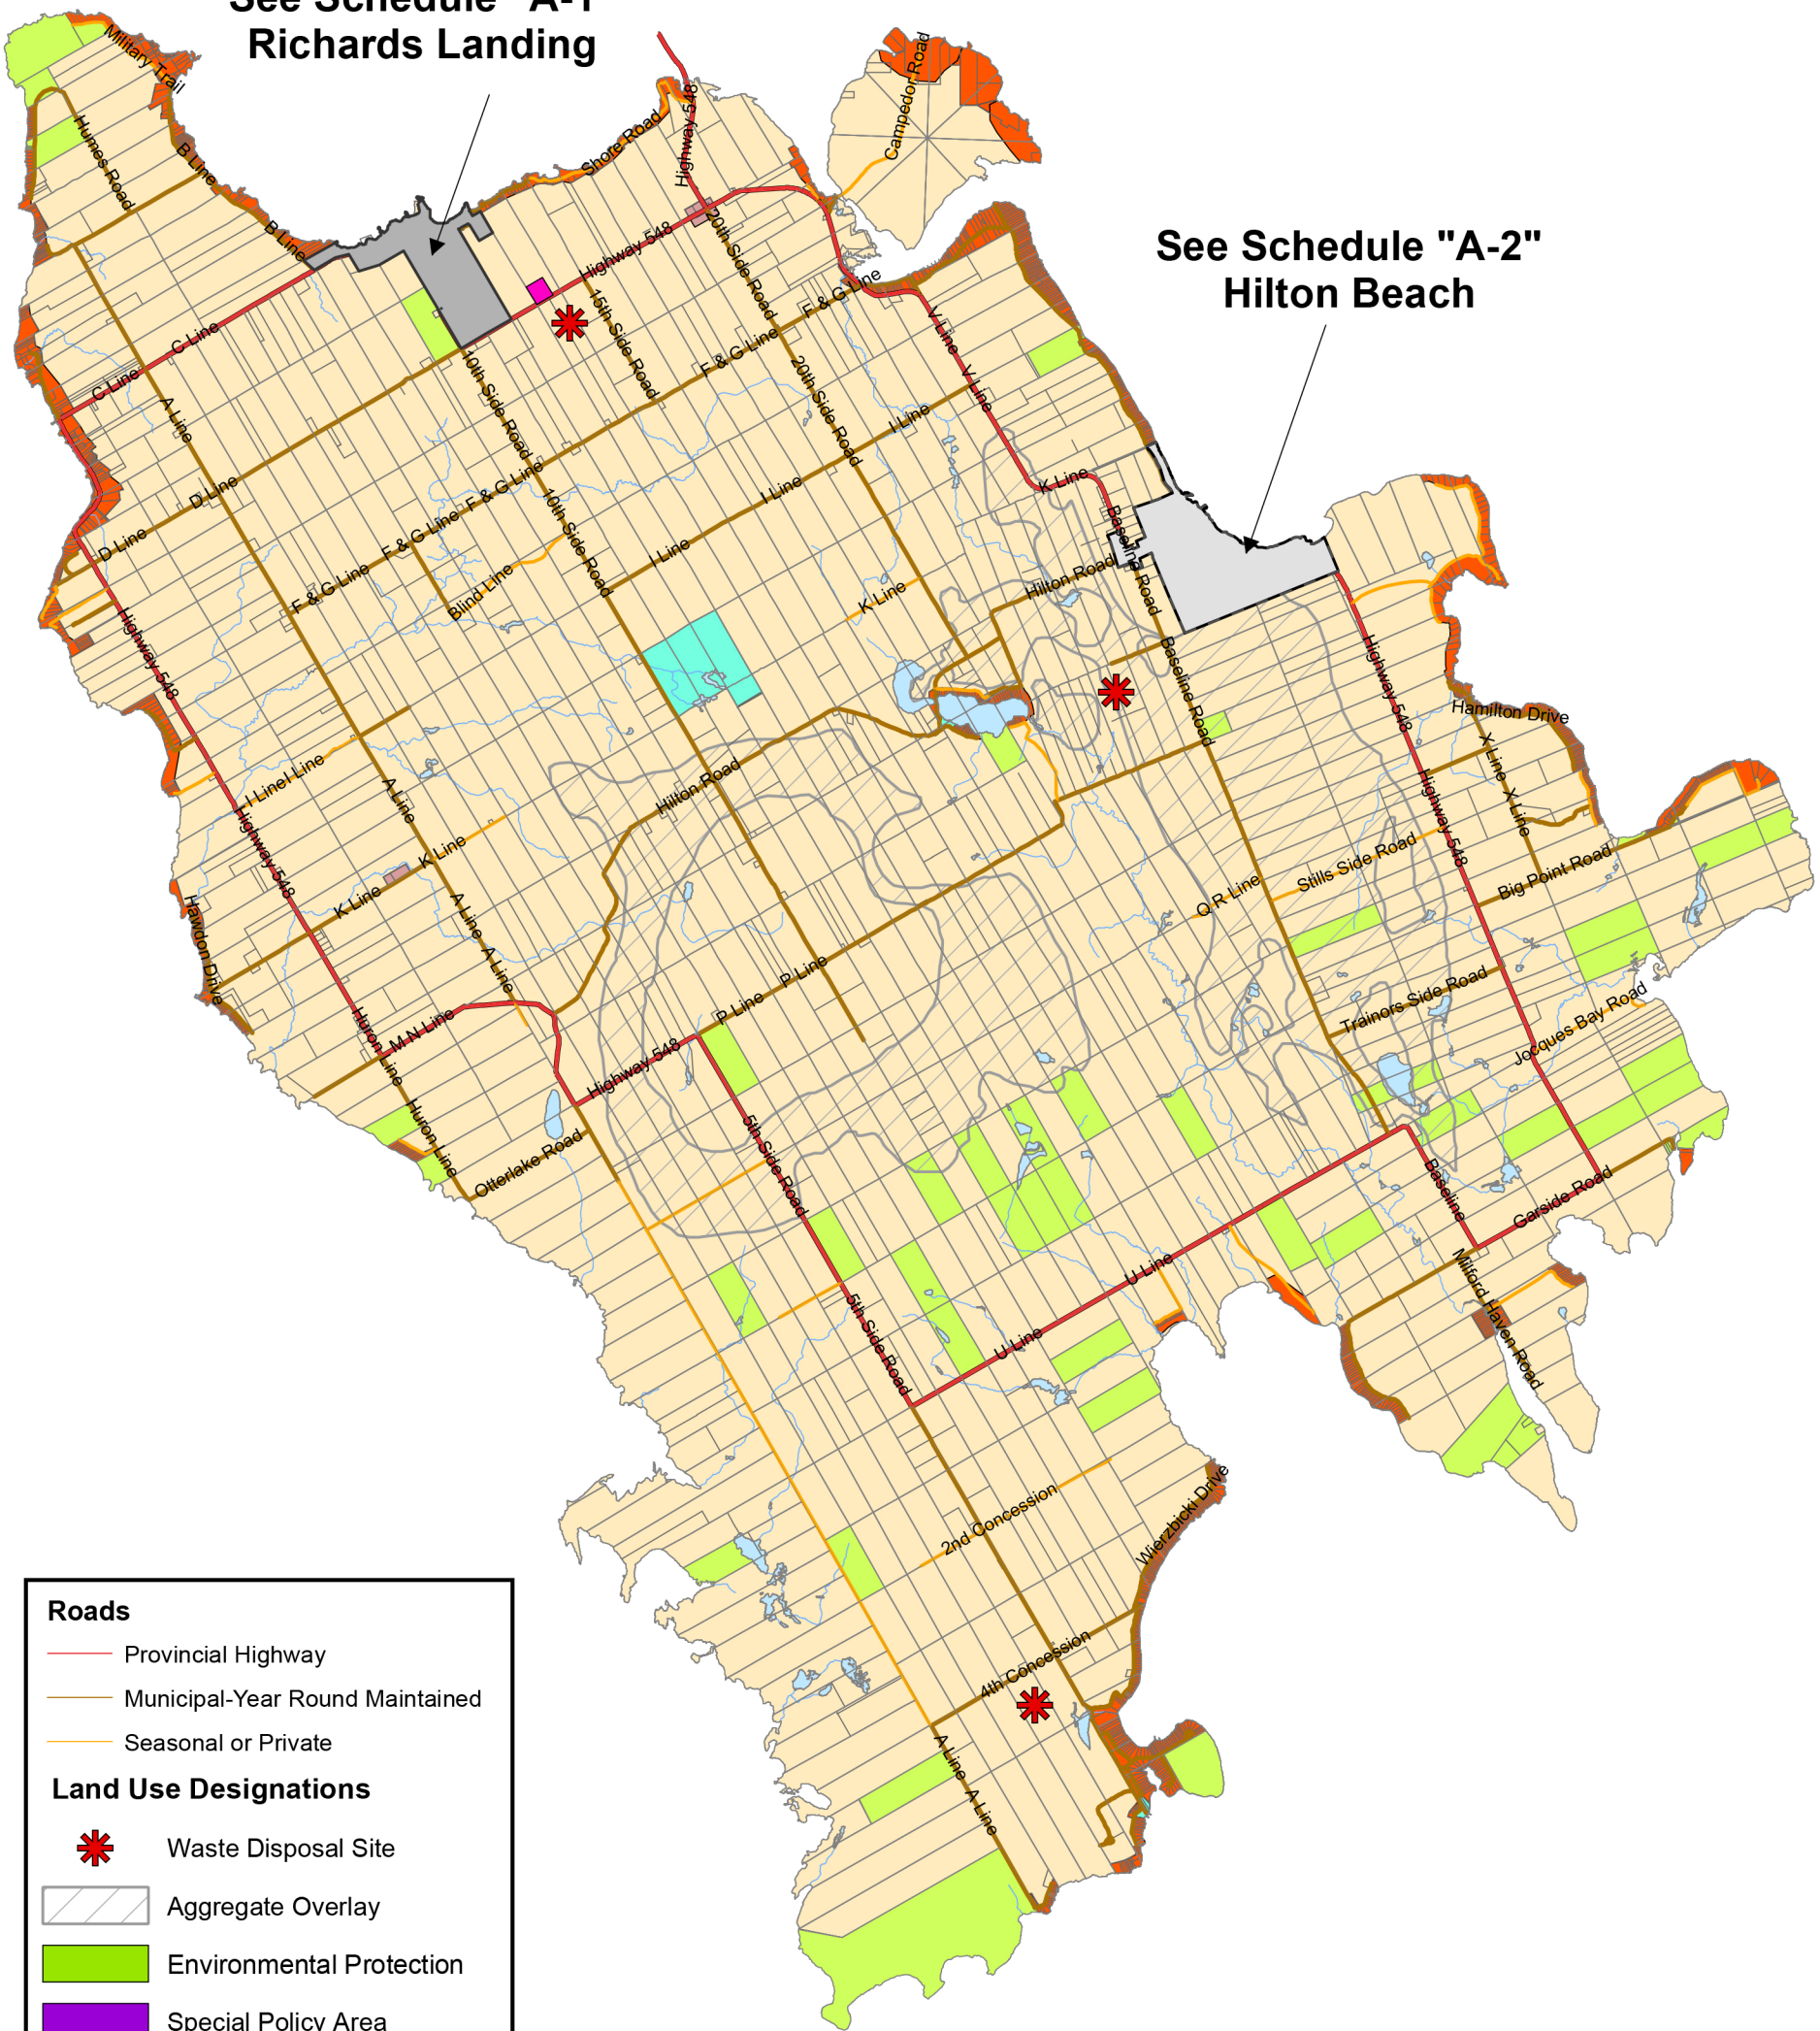 See Schedule "A-1"
Richards Landing
Military Trail
Humes Road
B Line
B Line
Shore Road
Highway 548
Campedor Road
Highway 548
20th Side Road
15th Side Road
F & G Line
F & G Line
20th Side Road
V Line
V Line
See Schedule "A-2"
Hilton Beach
C Line
C Line
A Line
D Line
D Line
10th Side Road
10th Side Road
F & G Line
F & G Line
F & G Line
Blind Line
I Line
I Line
I Line
K Line
K Line
Baseline Road
Hilton Road
Baseline Road
Highway 548
Highway 548
Hamilton Drive
X Line
X Line
Highway 548
I Line
I Line
Highway 548
A Line
Hilton Road
K Line
K Line
Hawdon Drive
A Line
A Line
Q R Line
Stills Side Road
Big Point Road
Trainors Side Road
Jocques Bay Road
P Line
P Line
M N Line
Huron Line
Huron Line
Highway 548
Otterlake Road
5th Side Road
5th Side Road
U Line
U Line
Baseline
Garside Road
Milford Haven Road
2nd Concession
Wierzbicki Drive
4th Concession
A Line
A Line
Roads
Provincial Highway
Municipal-Year Round Maintained
Seasonal or Private
Land Use Designations
Waste Disposal Site
Aggregate Overlay
Environmental Protection
Special Policy Area